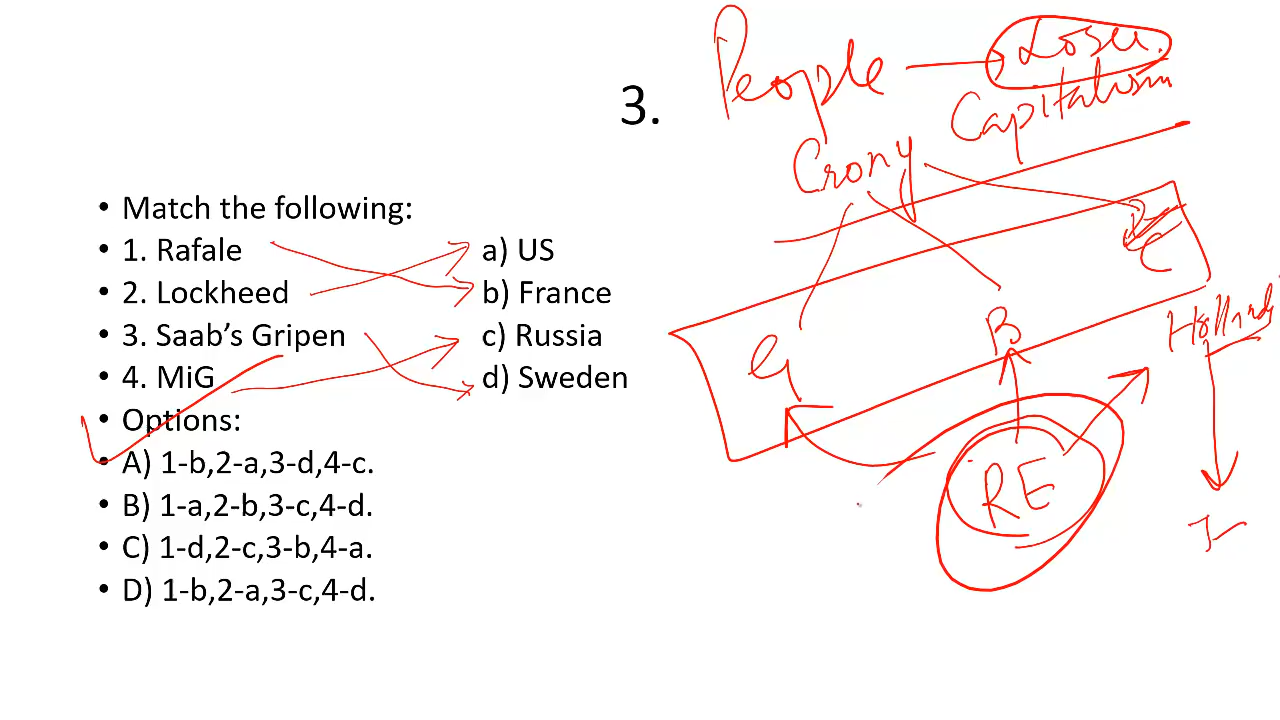 People Loser.
Capitalism
3.
Crony
• Match the following:
• 1. Rafale a) US
• 2. Lockheed b) France
• 3. Saab’s Gripen c) Russia
• 4. MiG d) Sweden
• Options:
• A) 1-b,2-a,3-d,4-c.
• B) 1-a,2-b,3-c,4-d.
• C) 1-d,2-c,3-b,4-a.
• D) 1-b,2-a,3-c,4-d.
B
G
RE